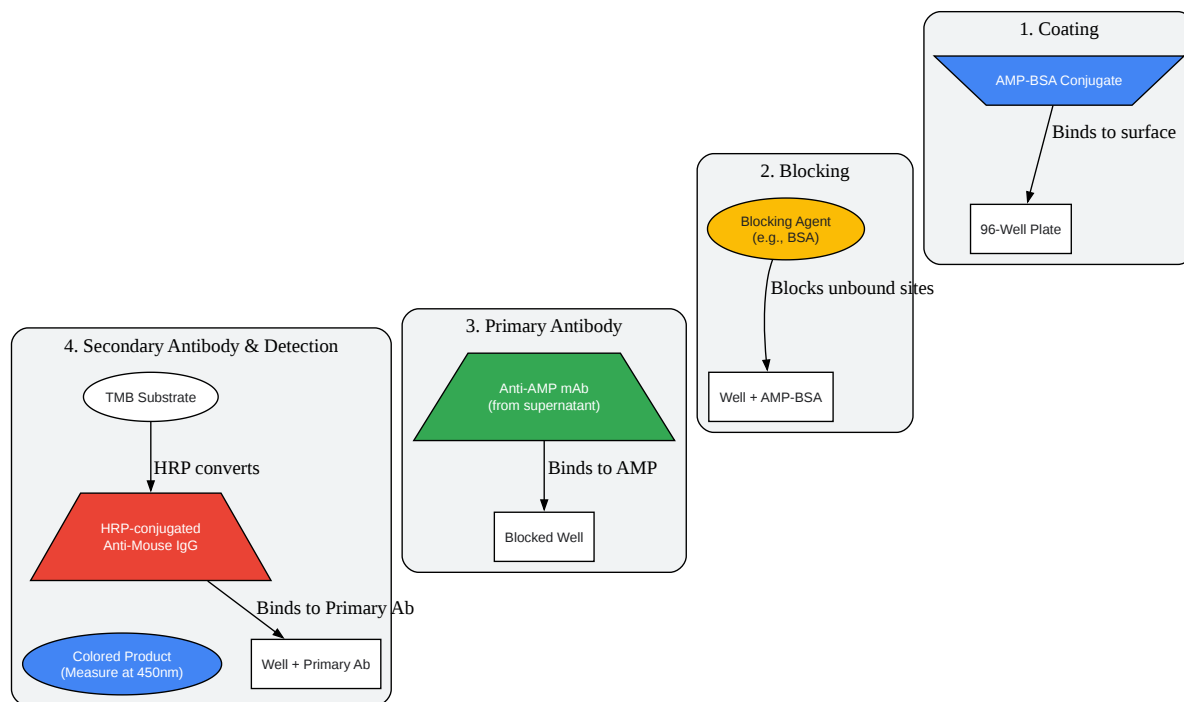 1. Coating
AMP-BSA Conjugate
Binds to surface
96-Well Plate
2. Blocking
Blocking Agent
(e.g., BSA)
Blocks unbound sites
Well + AMP-BSA
3. Primary Antibody
Anti-AMP mAb
(from supernatant)
Binds to AMP
Blocked Well
4. Secondary Antibody & Detection
TMB Substrate
HRP converts
HRP-conjugated
Anti-Mouse IgG
Binds to Primary Ab
Colored Product
(Measure at 450nm)
Well + Primary Ab